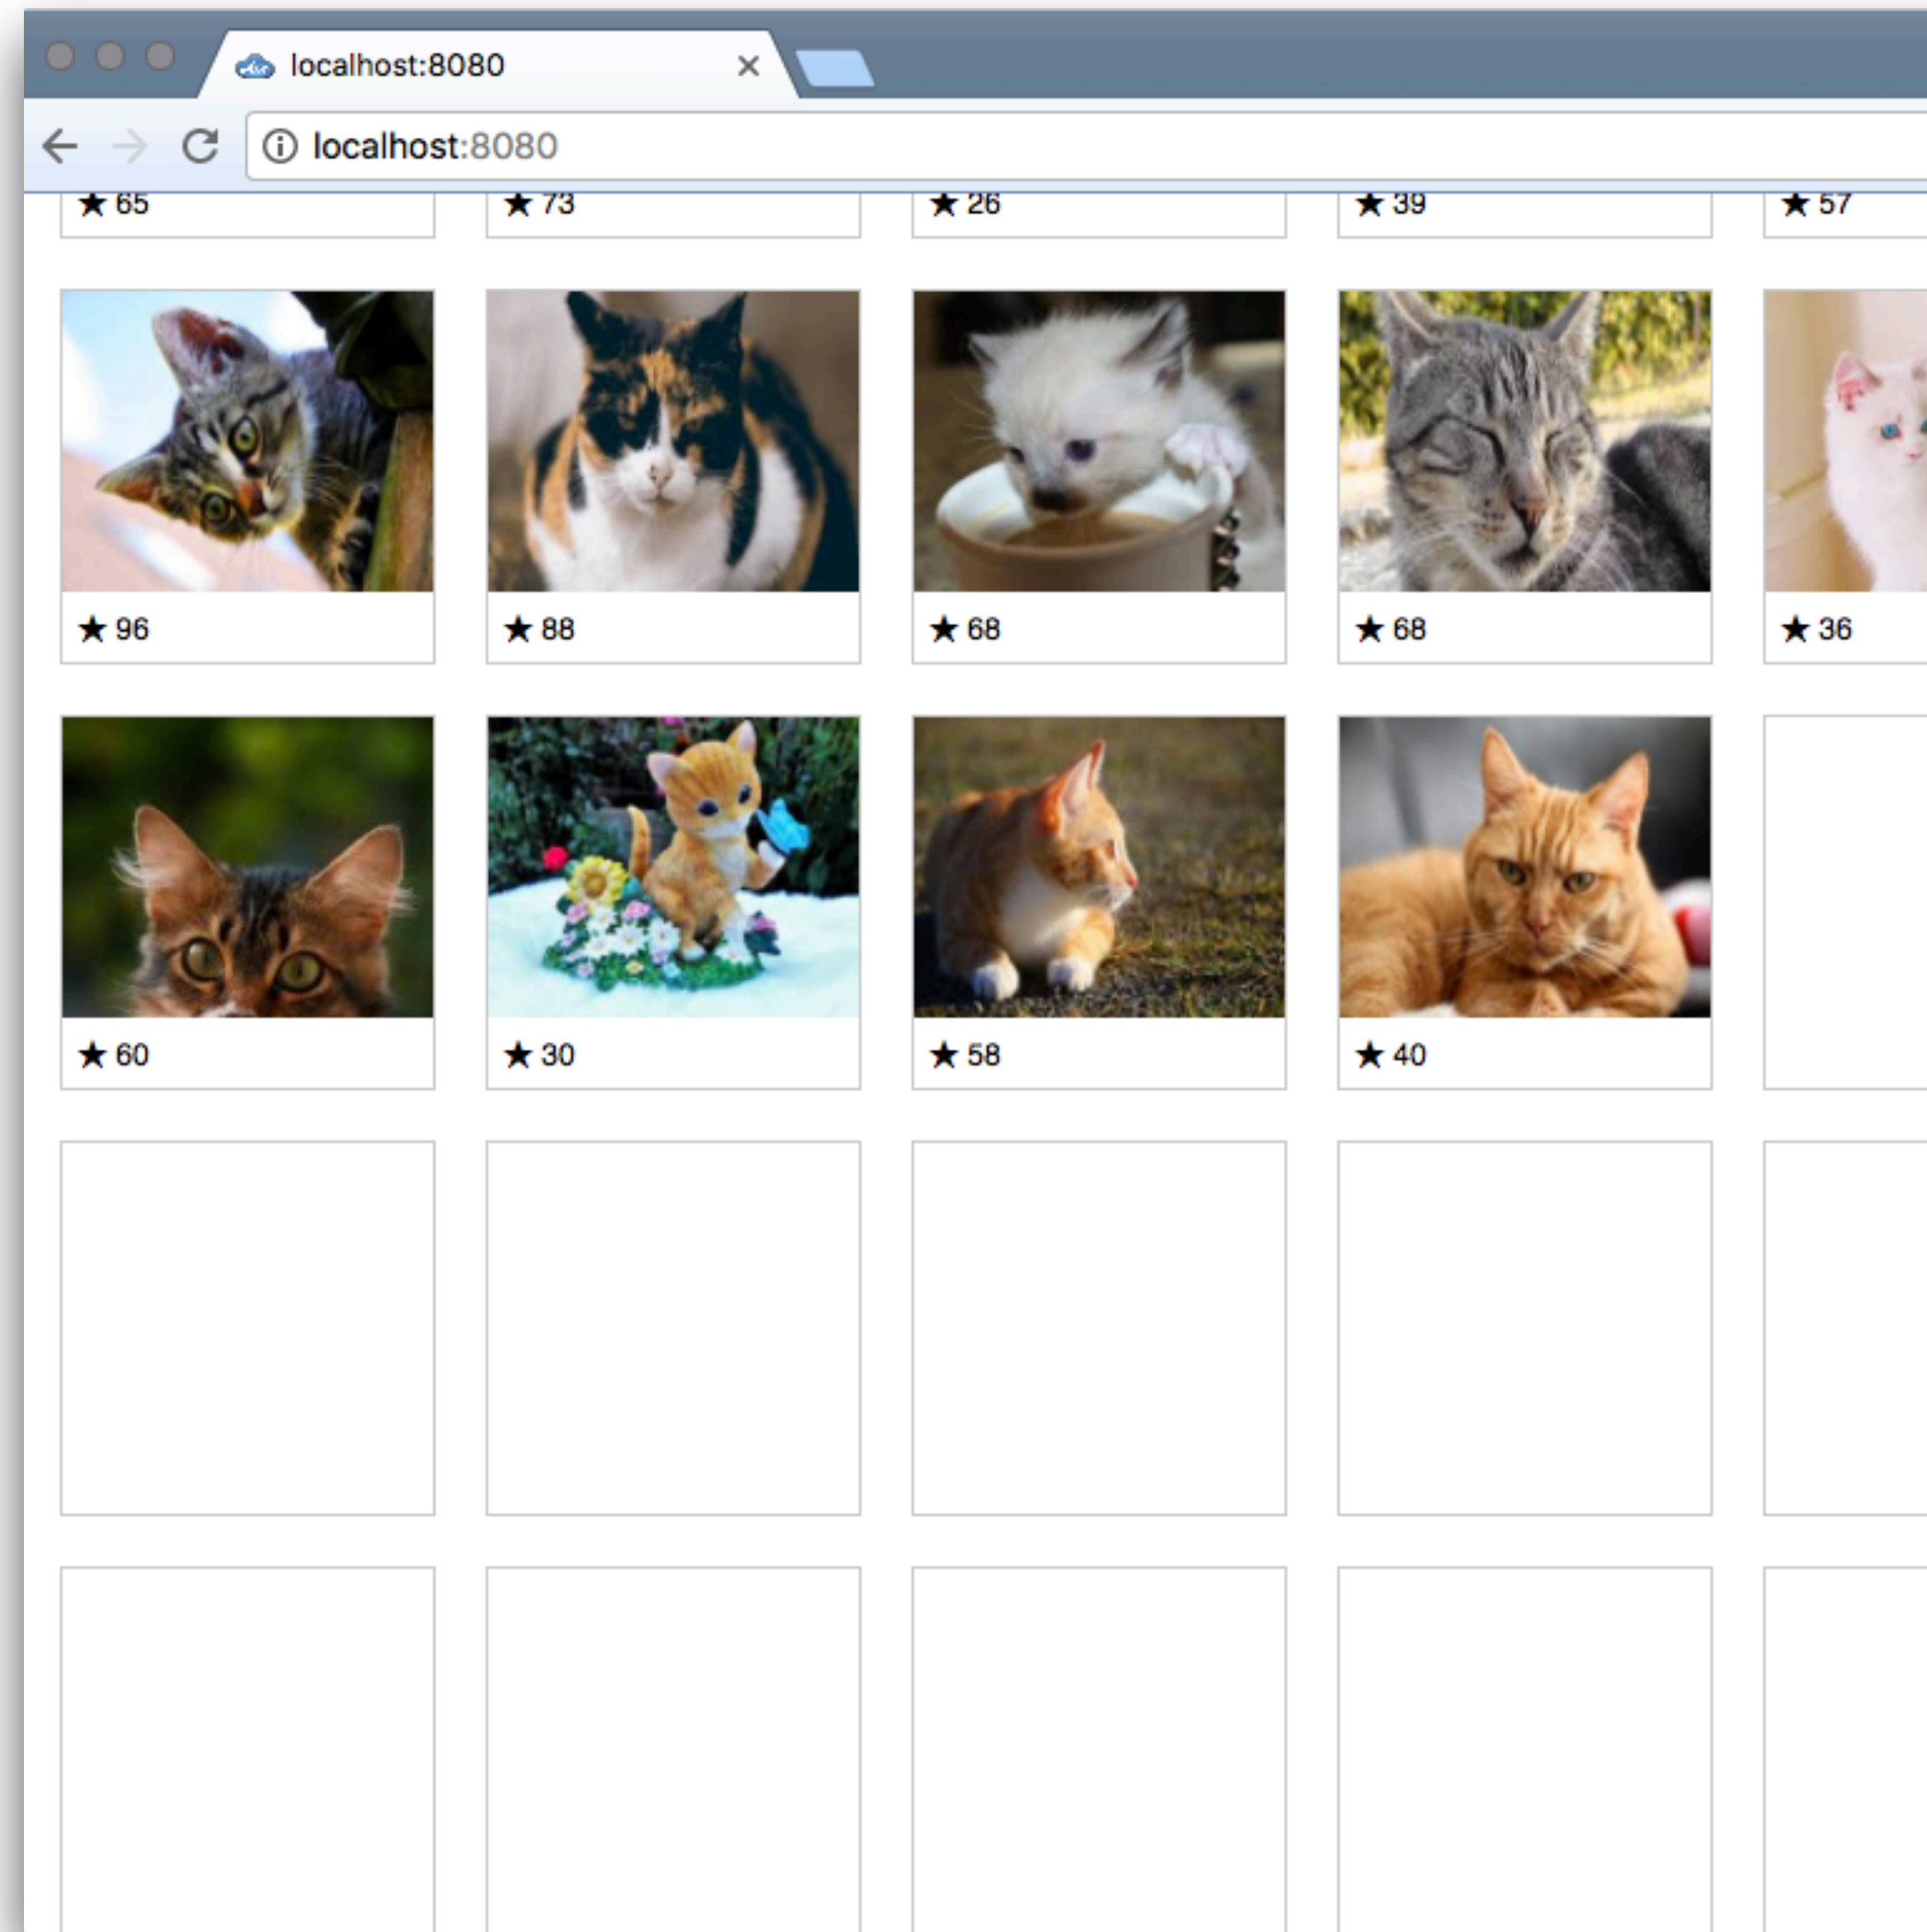 localhost:8080
localhost:8080
★ 65 ★ 73 ★ 26 ★ 39 ★ 57
★ 96 ★ 88 ★ 68 ★ 68 ★ 36
★ 60 ★ 30 ★ 58 ★ 40